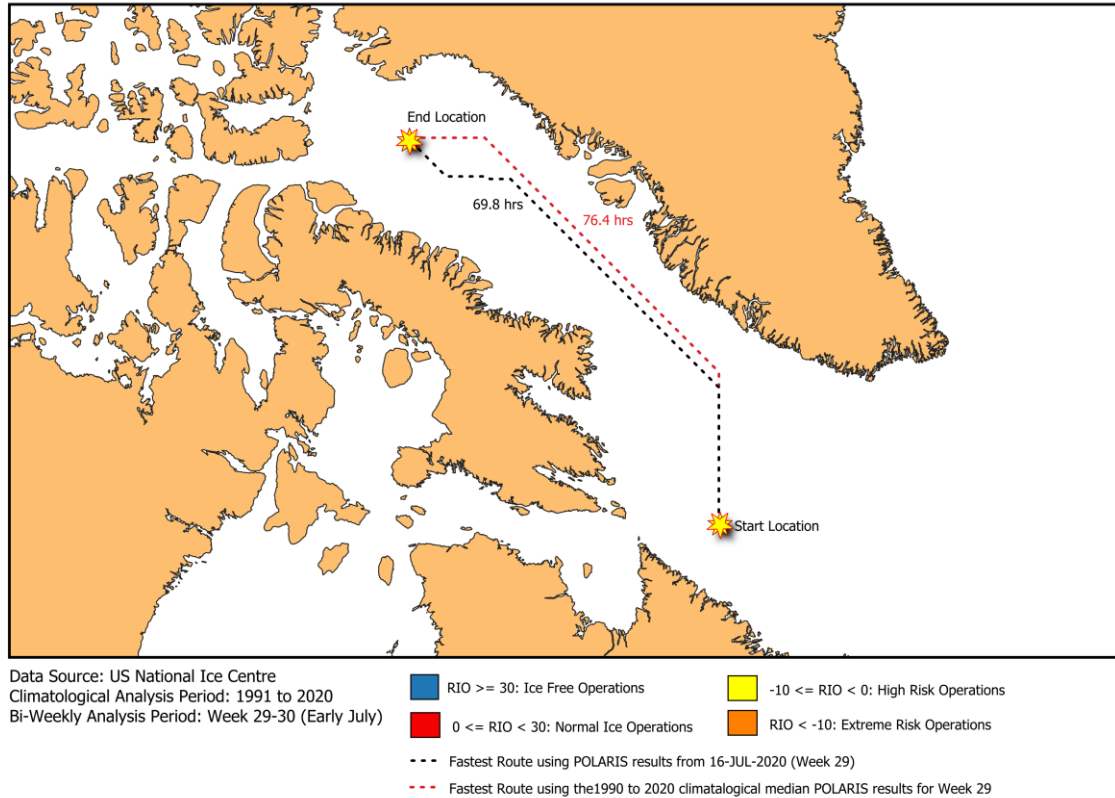 End Location
69.8 hrs
76.4 hrs
Start Location
Data Source: US National Ice Centre
Climatological Analysis Period: 1991 to 2020
Bi-Weekly Analysis Period: Week 29-30 (Early July)
RIO >= 30: Ice Free Operations
-10 <= RIO < 0: High Risk Operations
0 <= RIO < 30: Normal Ice Operations
RIO < -10: Extreme Risk Operations
Fastest Route using POLARIS results from 16-JUL-2020 (Week 29)
Fastest Route using the1990 to 2020 climatalogical median POLARIS results for Week 29